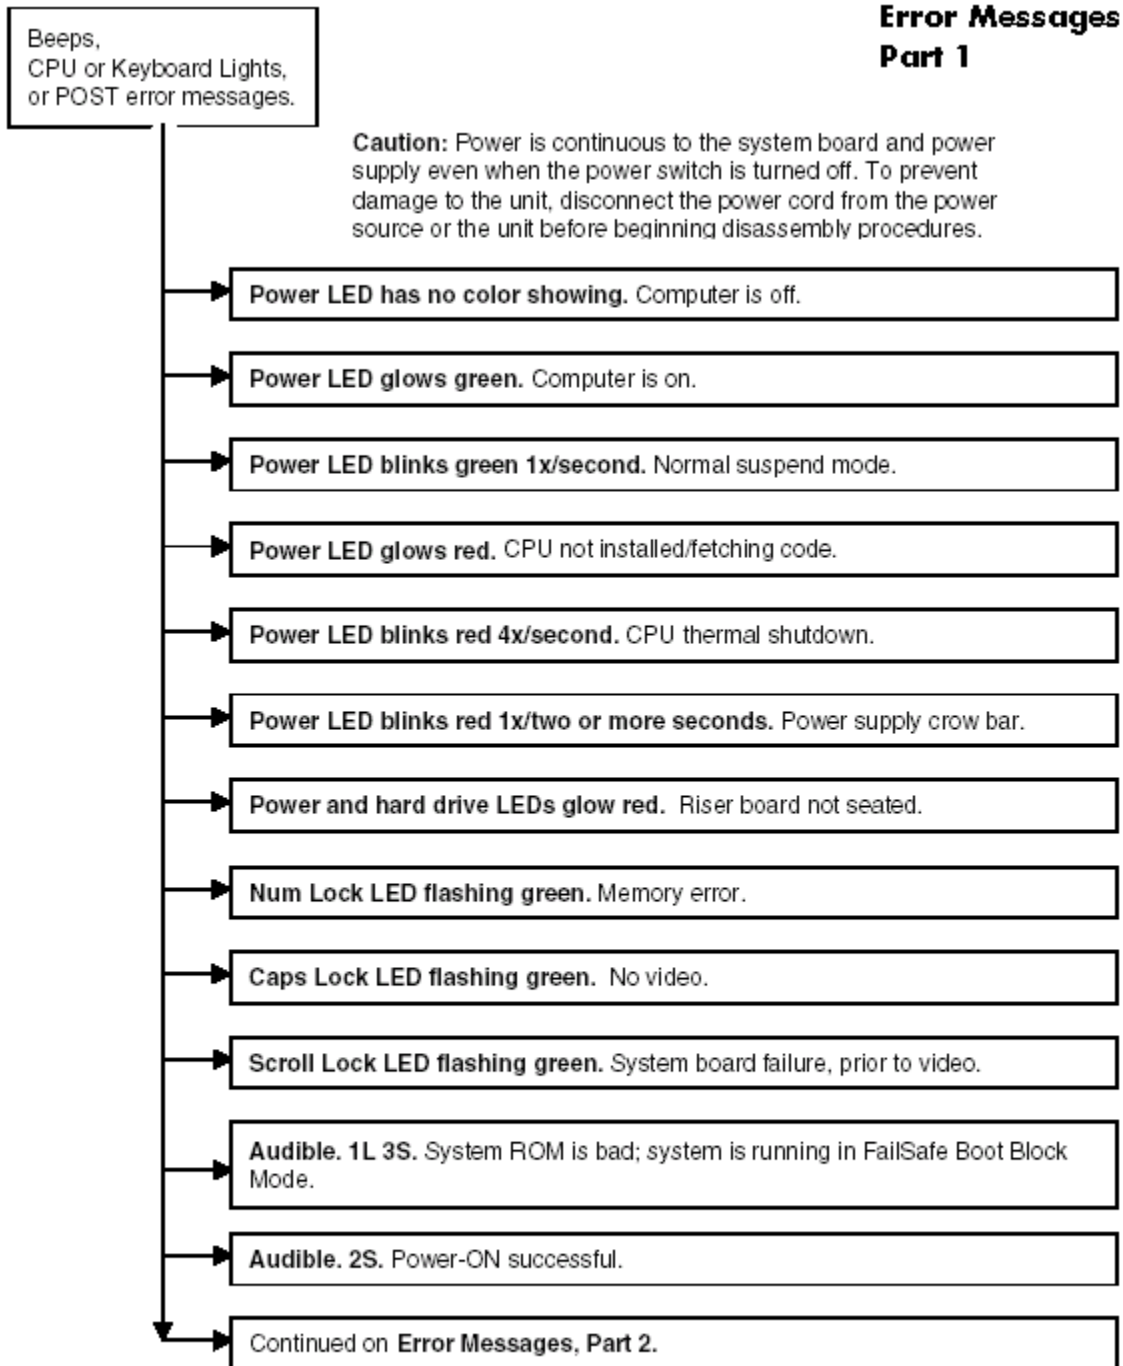 Error Messages
Part 1
Beeps,
CPU or Keyboard Lights,
or POST error messages.
Caution: Power is continuous to the system board and power
supply even when the power switch is turned off. To prevent
damage to the unit, disconnect the power cord from the power
source or the unit before beginning disassembly procedures.
Power LED has no color showing. Computer is off.
Power LED glows green. Computer is on.
Power LED blinks green 1x/second. Normal suspend mode.
Power LED glows red. CPU not installed/fetching code.
Power LED blinks red 4x/second. CPU thermal shutdown.
Power LED blinks red 1x/two or more seconds. Power supply crow bar.
Power and hard drive LEDs glow red. Riser board not seated.
Num Lock LED flashing green. Memory error.
Caps Lock LED flashing green. No video.
Scroll Lock LED flashing green. System board failure, prior to video.
Audible. 1L 3S. System ROM is bad; system is running in FailSafe Boot Block
Mode.
Audible. 2S. Power-ON successful.
Continued on Error Messages, Part 2.